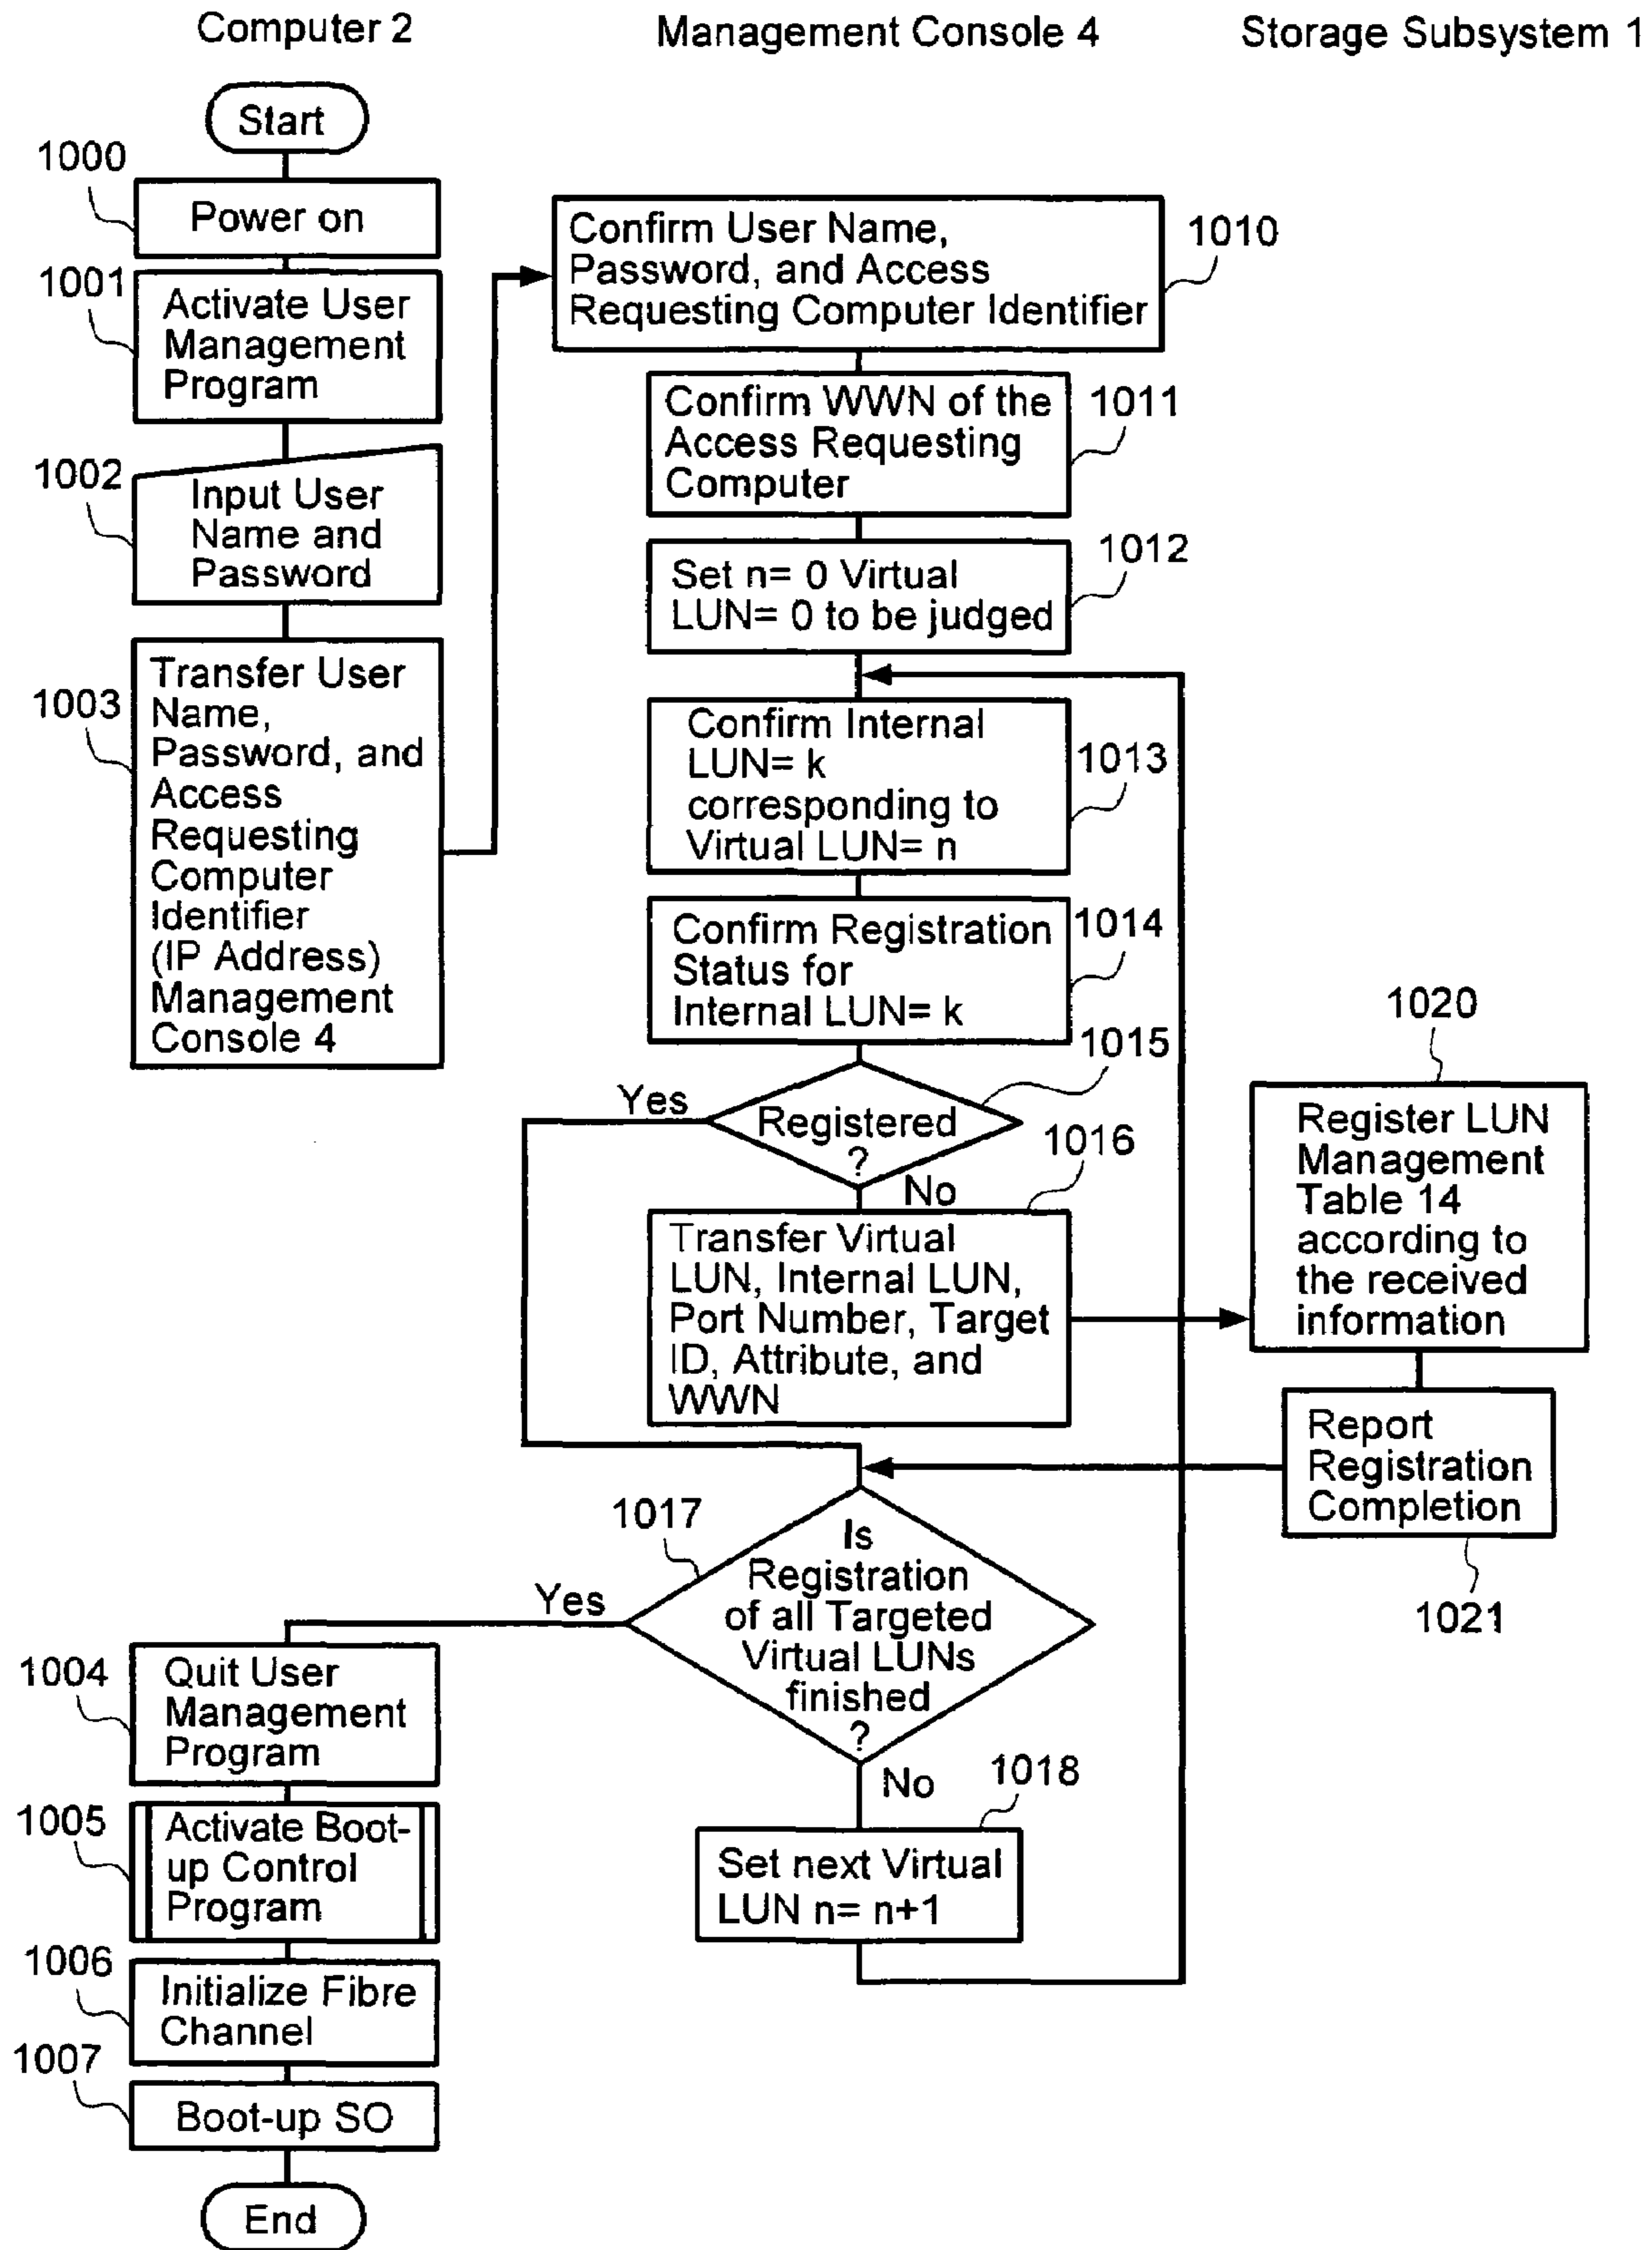 Computer 2
Management Console 4
Storage Subsystem 1
Start
1000
Power on
1001
Activate User
Management
Program
1002
Input User
Name and
Password
1003
Transfer User
Name,
Password, and
Access
Requesting
Computer
Identifier
(IP Address)
Management
Console 4
Confirm User Name,
Password, and Access
Requesting Computer Identifier
1010
Confirm WWN of the
Access Requesting
Computer
1011
Set n= 0 Virtual
LUN= 0 to be judged
1012
Confirm Internal
LUN= k
corresponding to
Virtual LUN= n
1013
Confirm Registration
Status for
Internal LUN= k
1014
1015
Registered
?
Yes
No
1016
Transfer Virtual
LUN, Internal LUN,
Port Number, Target
ID, Attribute, and
WWN
1020
Register LUN
Management
Table 14
according to
the received
information
Report
Registration
Completion
1021
1017
Is
Registration
of all Targeted
Virtual LUNs
finished
?
Yes
No
1018
Set next Virtual
LUN n= n+1
1004
Quit User
Management
Program
1005
Activate Boot-
up Control
Program
1006
Initialize Fibre
Channel
1007
Boot-up SO
End